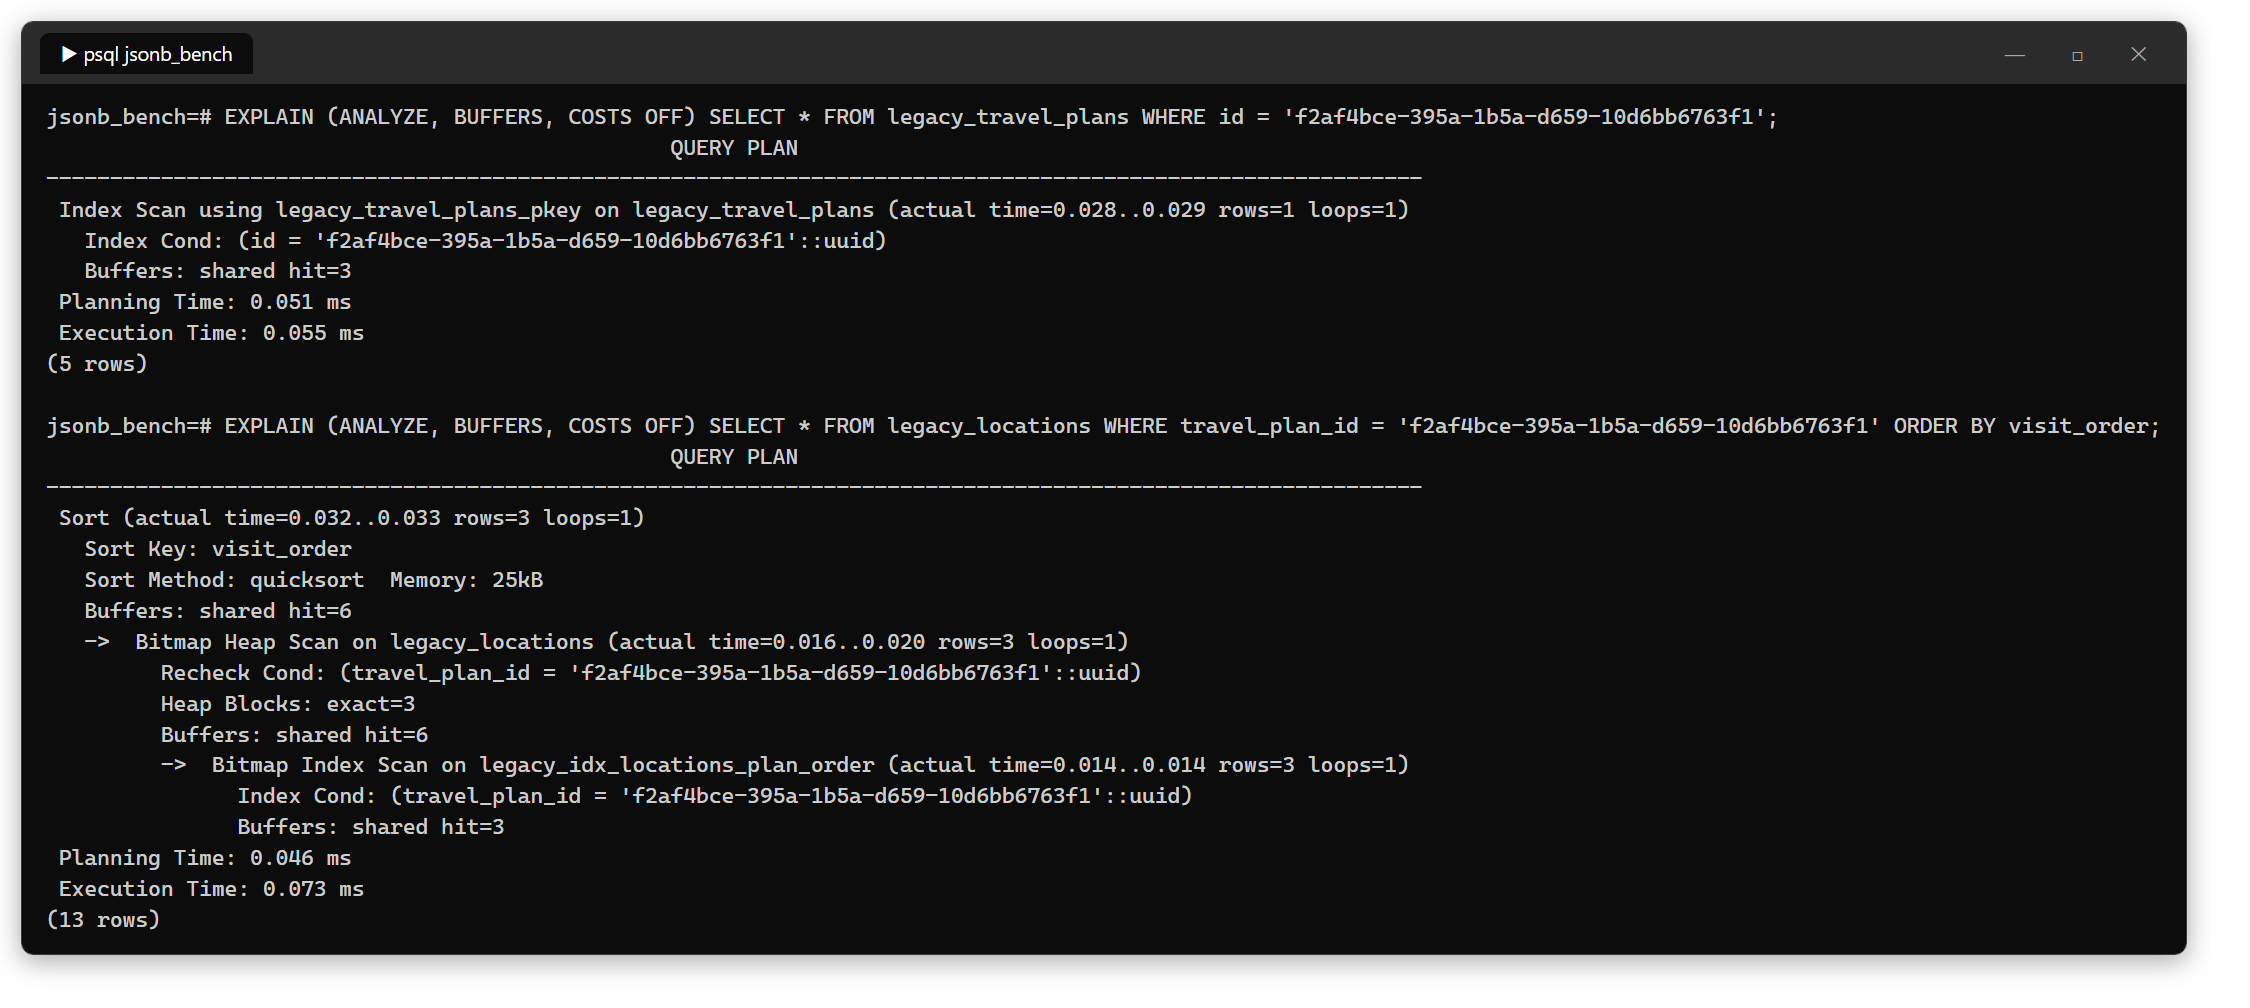 ▶ psql jsonb_bench
jsonb_bench=# EXPLAIN (ANALYZE, BUFFERS, COSTS OFF) SELECT * FROM legacy_travel_plans WHERE id = 'f2af4bce-395a-1b5a-d659-10d6bb6763f1';
QUERY PLAN
------------------------------------------------------------------------------------------------------------
Index Scan using legacy_travel_plans_pkey on legacy_travel_plans (actual time=0.028..0.029 rows=1 loops=1)
Index Cond: (id = 'f2af4bce-395a-1b5a-d659-10d6bb6763f1'::uuid)
Buffers: shared hit=3
Planning Time: 0.051 ms
Execution Time: 0.055 ms
(5 rows)
jsonb_bench=# EXPLAIN (ANALYZE, BUFFERS, COSTS OFF) SELECT * FROM legacy_locations WHERE travel_plan_id = 'f2af4bce-395a-1b5a-d659-10d6bb6763f1' ORDER BY visit_order;
QUERY PLAN
------------------------------------------------------------------------------------------------------------
Sort (actual time=0.032..0.033 rows=3 loops=1)
Sort Key: visit_order
Sort Method: quicksort  Memory: 25kB
Buffers: shared hit=6
->  Bitmap Heap Scan on legacy_locations (actual time=0.016..0.020 rows=3 loops=1)
Recheck Cond: (travel_plan_id = 'f2af4bce-395a-1b5a-d659-10d6bb6763f1'::uuid)
Heap Blocks: exact=3
Buffers: shared hit=6
->  Bitmap Index Scan on legacy_idx_locations_plan_order (actual time=0.014..0.014 rows=3 loops=1)
Index Cond: (travel_plan_id = 'f2af4bce-395a-1b5a-d659-10d6bb6763f1'::uuid)
Buffers: shared hit=3
Planning Time: 0.046 ms
Execution Time: 0.073 ms
(13 rows)